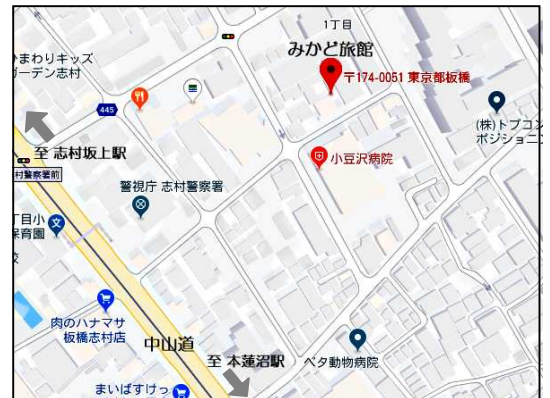 1丁目
みかど旅館
〒174-0051 東京都板橋
ひまわりキッズ
ガーデン志村
445
至 志村坂上駅
村警察署前
(株)トプコン
ポジショニ
小豆沢病院
警視庁 志村警察署
丁目小
保育園
校
肉のハナマサ
板橋志村店
中山道
至 本蓮沼駅
ベタ動物病院
まいばすけっ